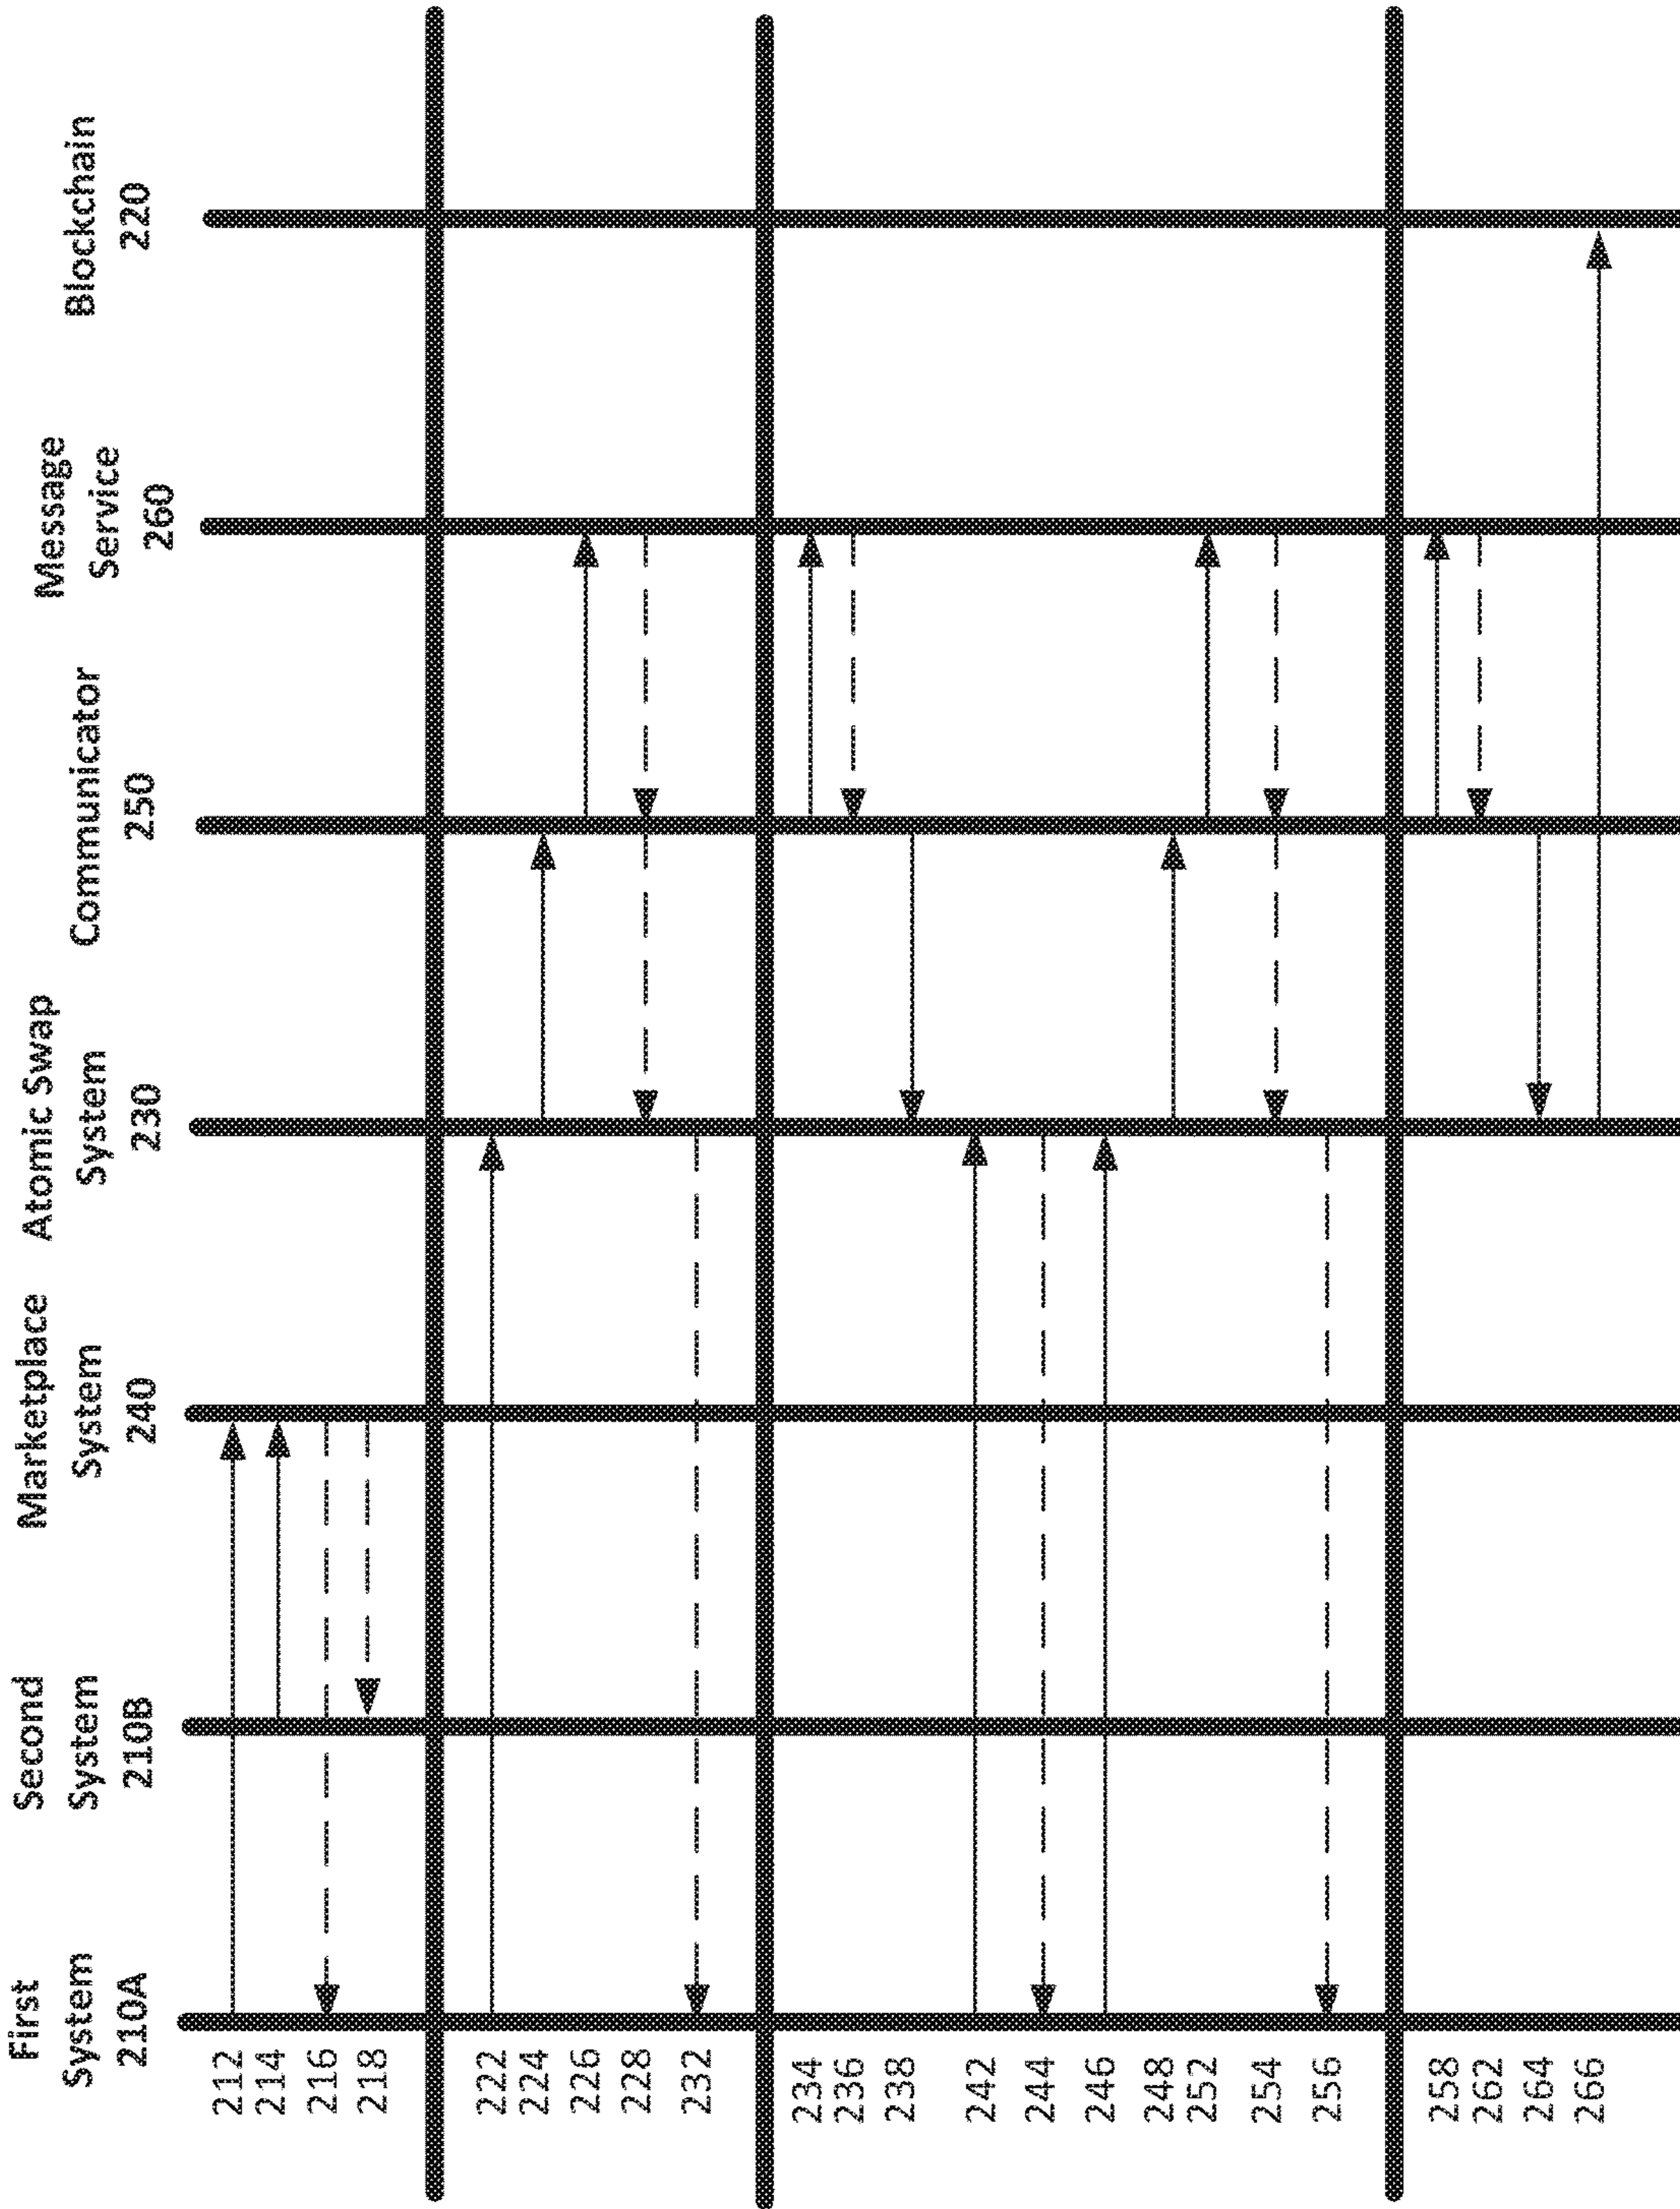 First
System
210A
Second
System
210B
Marketplace
System
240
Atomic Swap
System
230
Communicator
250
Message
Service
260
Blockchain
220
212
214
216
218
222
224
226
228
232
234
236
238
242
244
246
248
252
254
256
258
262
264
266